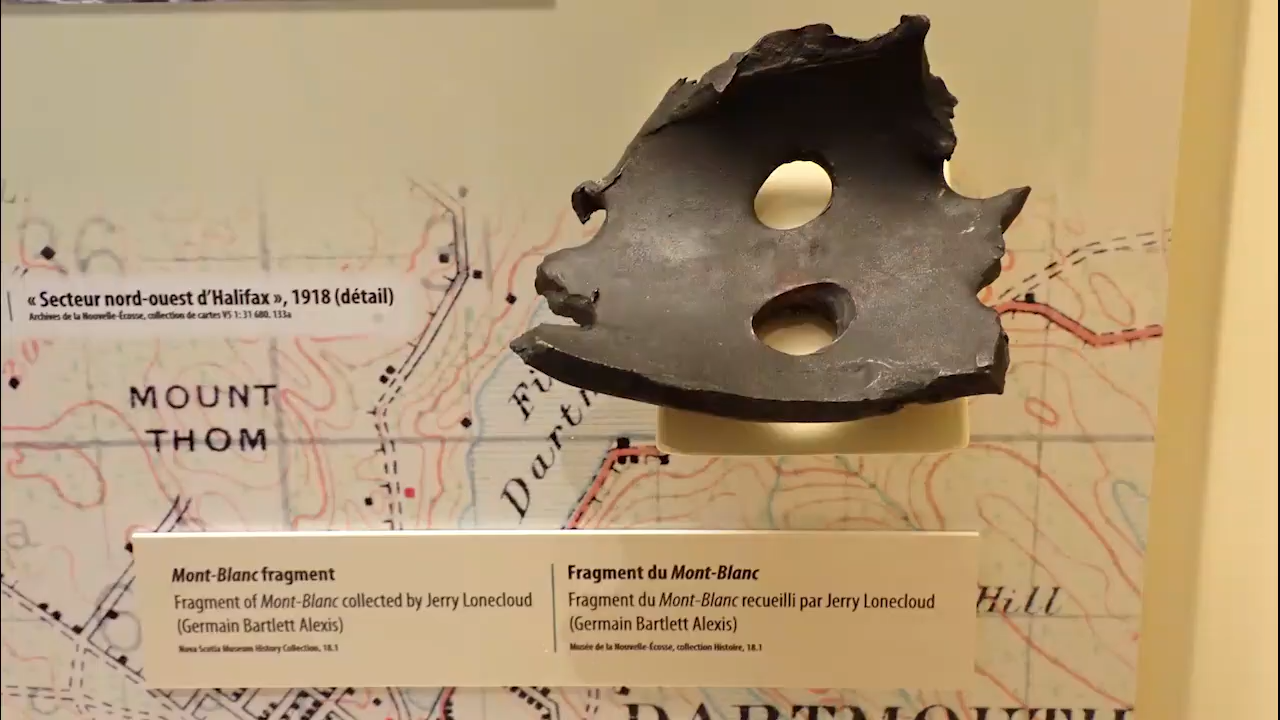 « Secteur nord-ouest d'Halifax », 1918 (détail)
Archives de la Nouvelle-Écosse, collection de cartes V5 1:31 680, 133a
MOUNT
THOM
Dartm
Mont-Blanc fragment
Fragment of Mont-Blanc collected by Jerry Lonecloud
(Germain Bartlett Alexis)
Nova Scotia Museum History Collection, 18.1
Fragment du Mont-Blanc
Fragment du Mont-Blanc recueilli par Jerry Lonecloud
(Germain Bartlett Alexis)
Musée de la Nouvelle-Écosse, collection Histoire, 18.1
Hill
DARTMOUTH